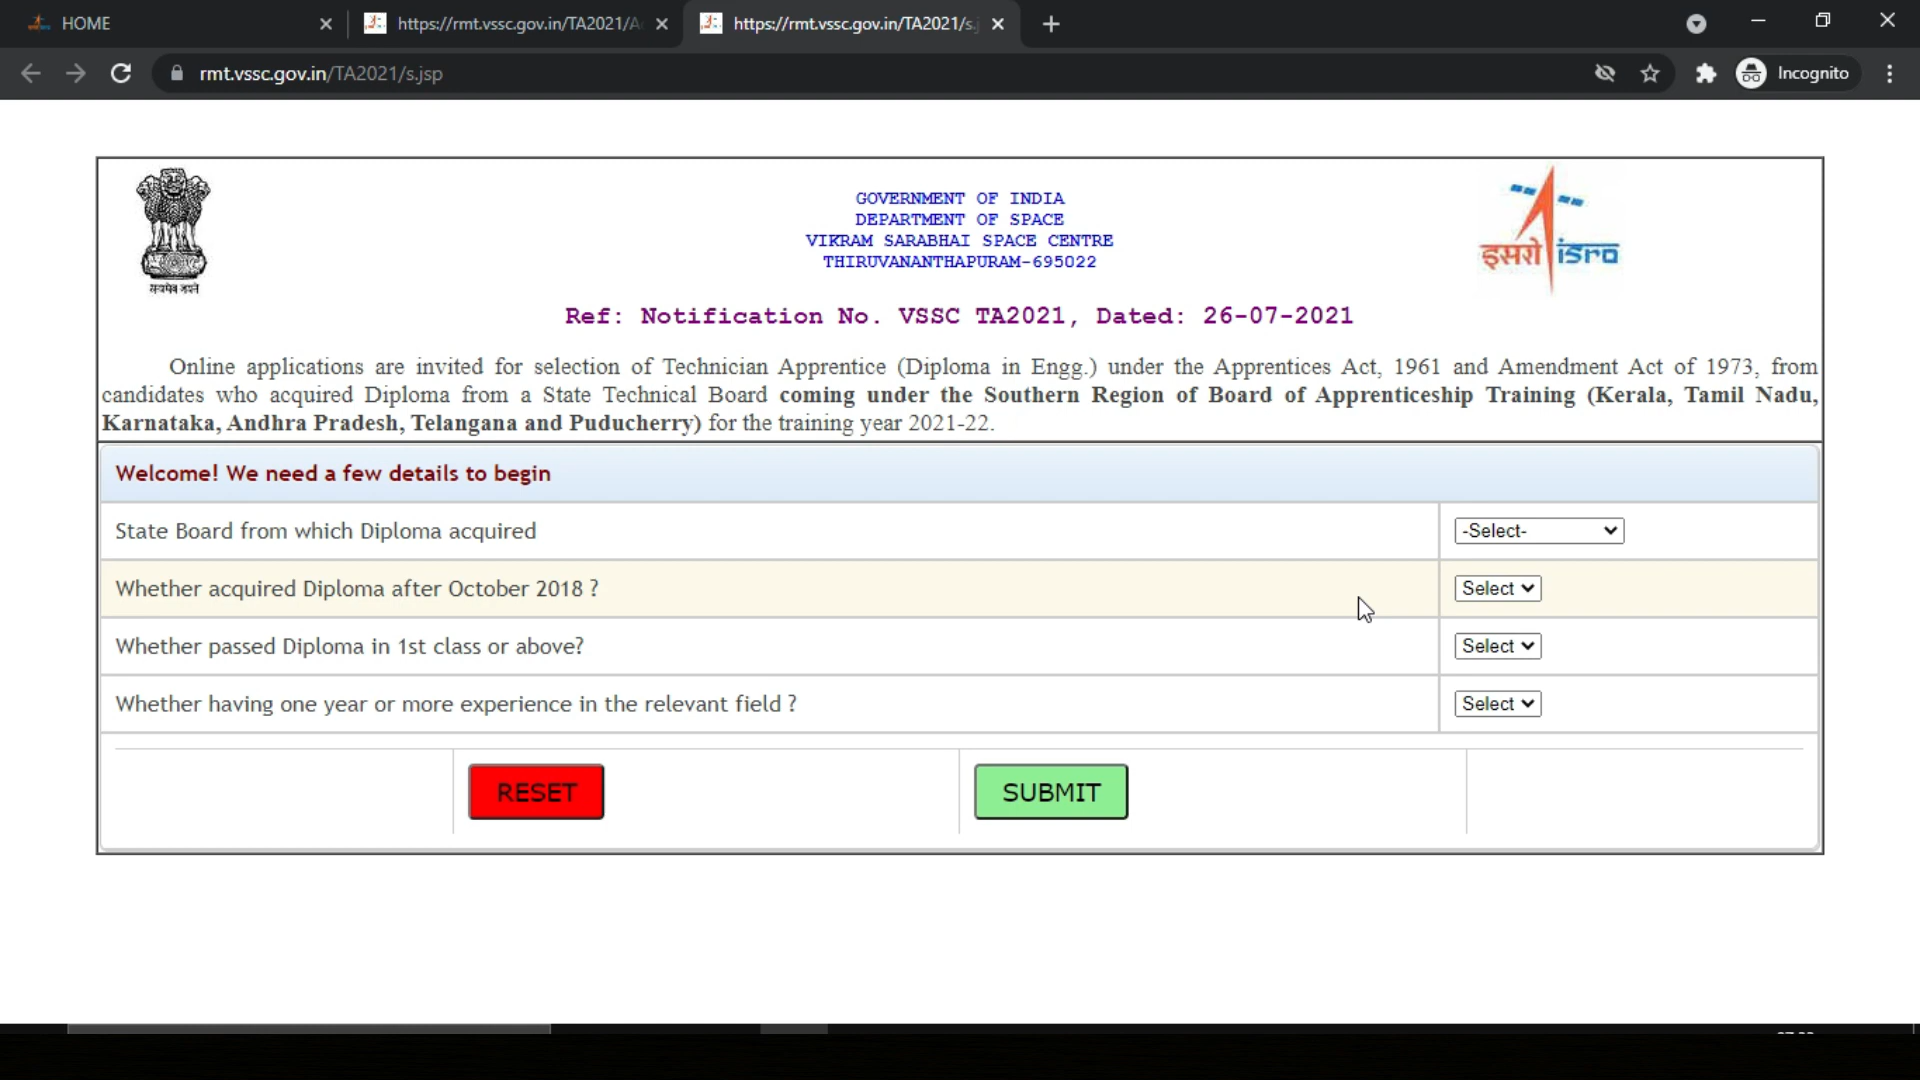 HOME
https://rmt.vssc.gov.in/TA2021/A
https://rmt.vssc.gov.in/TA2021/s.j
rmt.vssc.gov.in/TA2021/s.jsp
Incognito
सत्यमेव जयते
GOVERNMENT OF INDIA
DEPARTMENT OF SPACE
VIKRAM SARABHAI SPACE CENTRE
THIRUVANANTHAPURAM-695022
इसरो isro
Ref: Notification No. VSSC TA2021, Dated: 26-07-2021
Online applications are invited for selection of Technician Apprentice (Diploma in Engg.) under the Apprentices Act, 1961 and Amendment Act of 1973, from
candidates who acquired Diploma from a State Technical Board coming under the Southern Region of Board of Apprenticeship Training (Kerala, Tamil Nadu,
Karnataka, Andhra Pradesh, Telangana and Puducherry) for the training year 2021-22.
Welcome! We need a few details to begin
State Board from which Diploma acquired -Select-
Whether acquired Diploma after October 2018 ? Select
Whether passed Diploma in 1st class or above? Select
Whether having one year or more experience in the relevant field ? Select
RESET SUBMIT